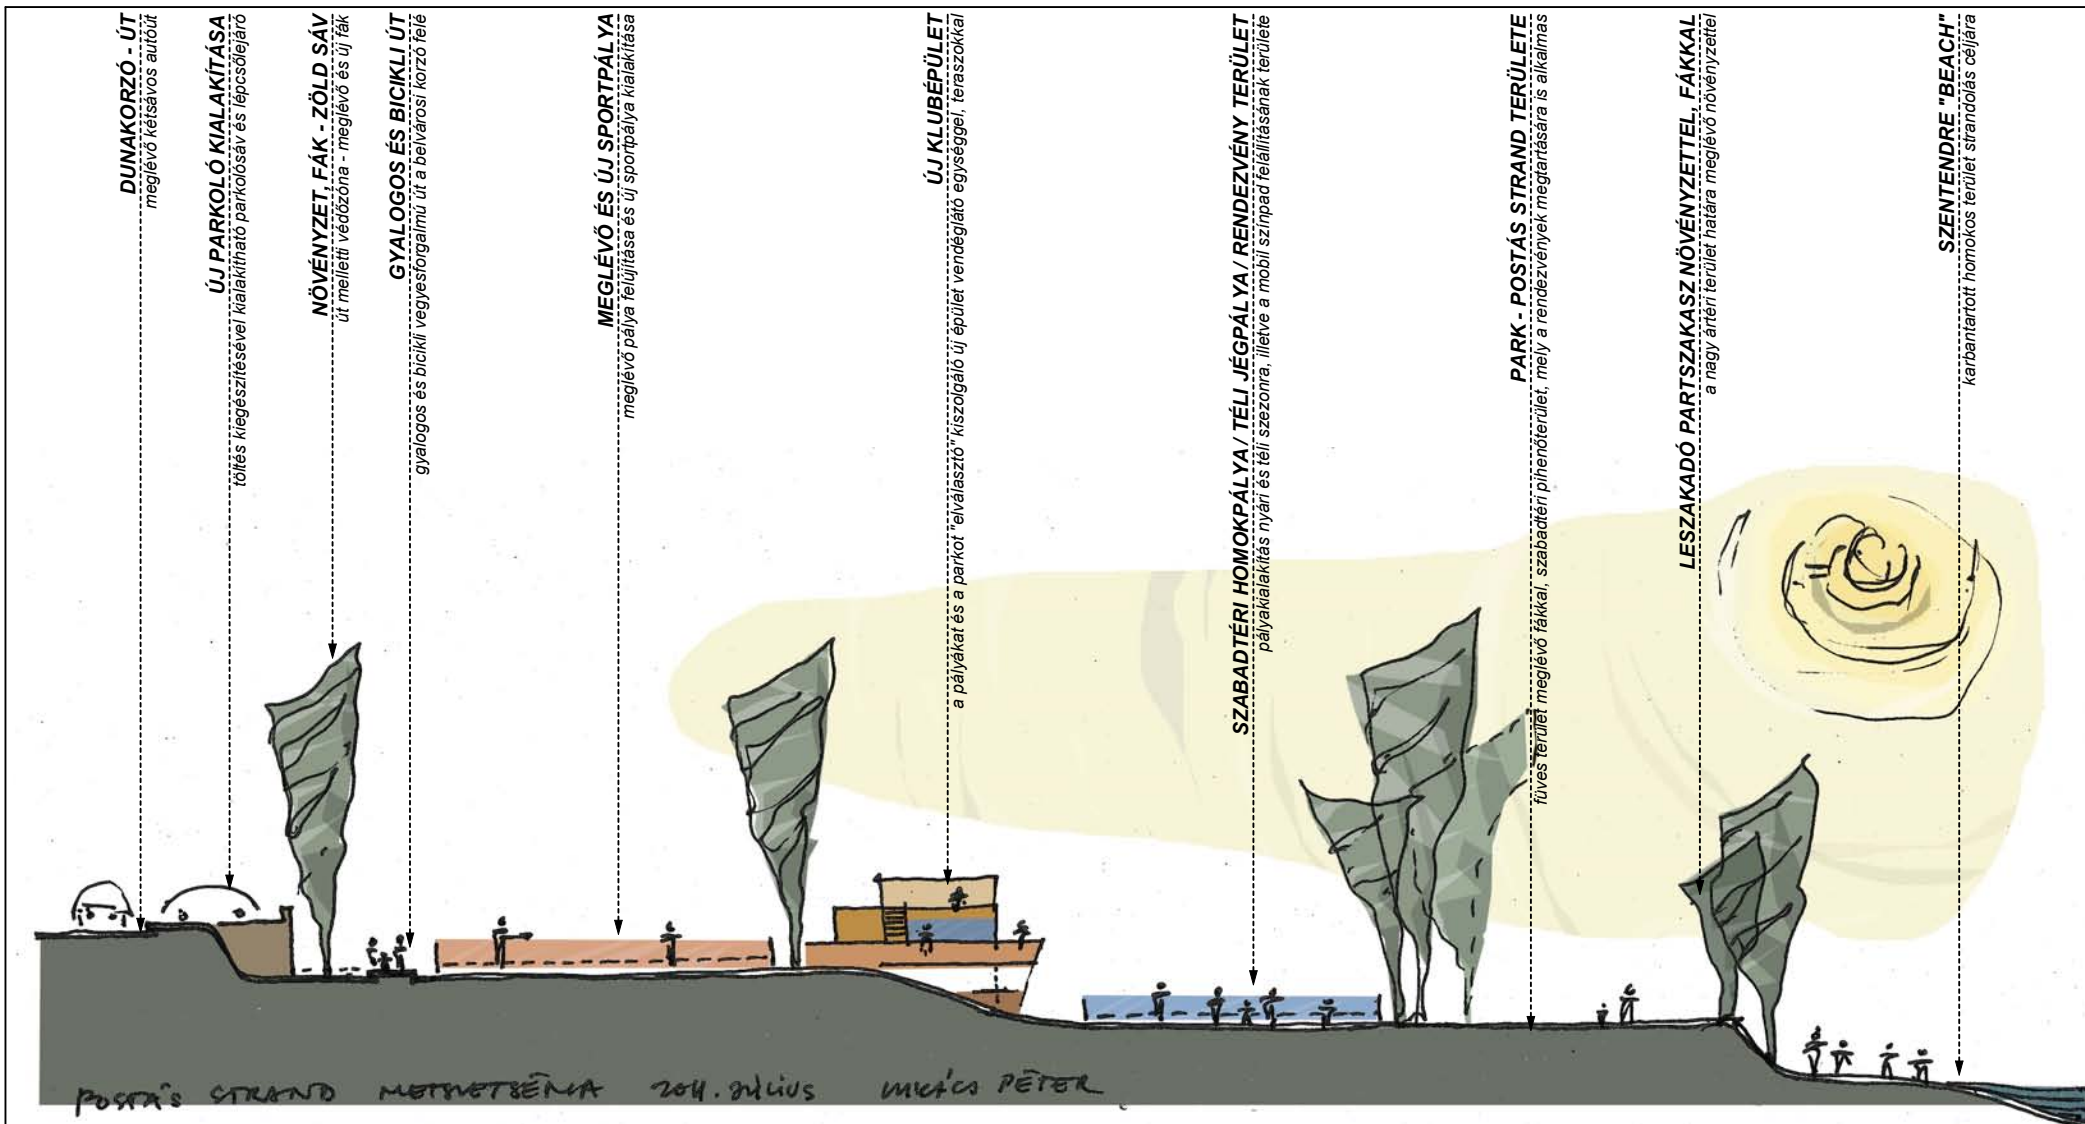 DUNAKORZÓ - ÚT
meglévő kétsávos autóút
ÚJ PARKOLÓ KIALAKÍTÁSA
töltés kiegészítésével kialakítható parkolósáv és lépcsőlejáró
NÖVÉNYZET, FÁK - ZÖLD SÁV
út melletti védőzóna - meglévő és új fák
GYALOGOS ÉS BICIKLI ÚT
gyalogos és bicikli vegyesforgalmú út a belvárosi korzó felé
MEGLÉVŐ ÉS ÚJ SPORTPÁLYA
meglévő pálya felújítása és új sportpálya kialakítása
ÚJ KLUBÉPÜLET
a pályákat és a parkot "elválasztó" kiszolgáló új épület vendéglátó egységgel, teraszokkal
SZABADTÉRI HOMOKPÁLYA / TÉLI JÉGPÁLYA / RENDEZVÉNY TERÜLET
pályakialakítás nyári és téli szezonra, illetve a mobil színpad felállításának területe
PARK - POSTÁS STRAND TERÜLETE
füves terület meglévő fákkal, szabadtéri pihenőterület, mely a rendezvények megtartására is alkalmas
LESZAKADÓ PARTSZAKASZ NÖVÉNYZETTEL, FÁKKAL
a nagy ártéri terület határa meglévő növényzettel
SZENTENDRE "BEACH"
karbantartott homokos terület strandolás céljára
POSTÁS STRAND METSZETSÉMA 2011. JÚLIUS LUKÁCS PÉTER